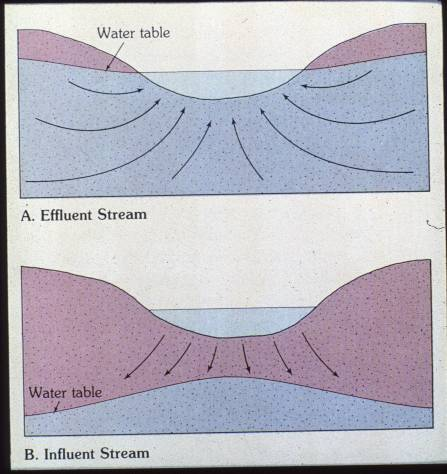 Water table
A. Effluent Stream
Water table
B. Influent Stream